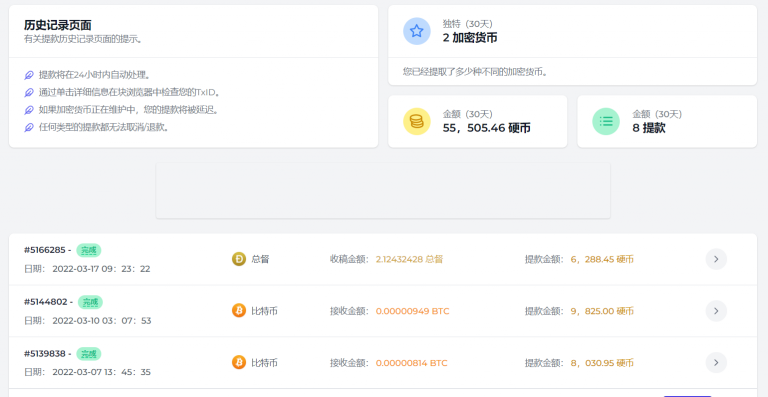 历史记录页面
有关提款历史记录页面的提示。
提款将在24小时内自动处理。
通过单击详细信息在块浏览器中检查您的TxID。
如果加密货币正在维护中，您的提款将被延迟。
任何类型的提款都无法取消/退款。
独特（30天）
2 加密货币
您已经提取了多少种不同的加密货币。
金额（30天）
55，505.46 硬币
金额（30天）
8 提款
#5166285 - 完成
日期： 2022-03-17 09：23：22
总督
收稿金额： 2.12432428 总督
提款金额： 6，288.45 硬币
#5144802 - 完成
日期： 2022-03-10 03：07：53
比特币
接收金额： 0.00000949 BTC
提款金额： 9，825.00 硬币
#5139838 - 完成
日期： 2022-03-07 13：45：35
比特币
接收金额： 0.00000814 BTC
提款金额： 8，030.95 硬币